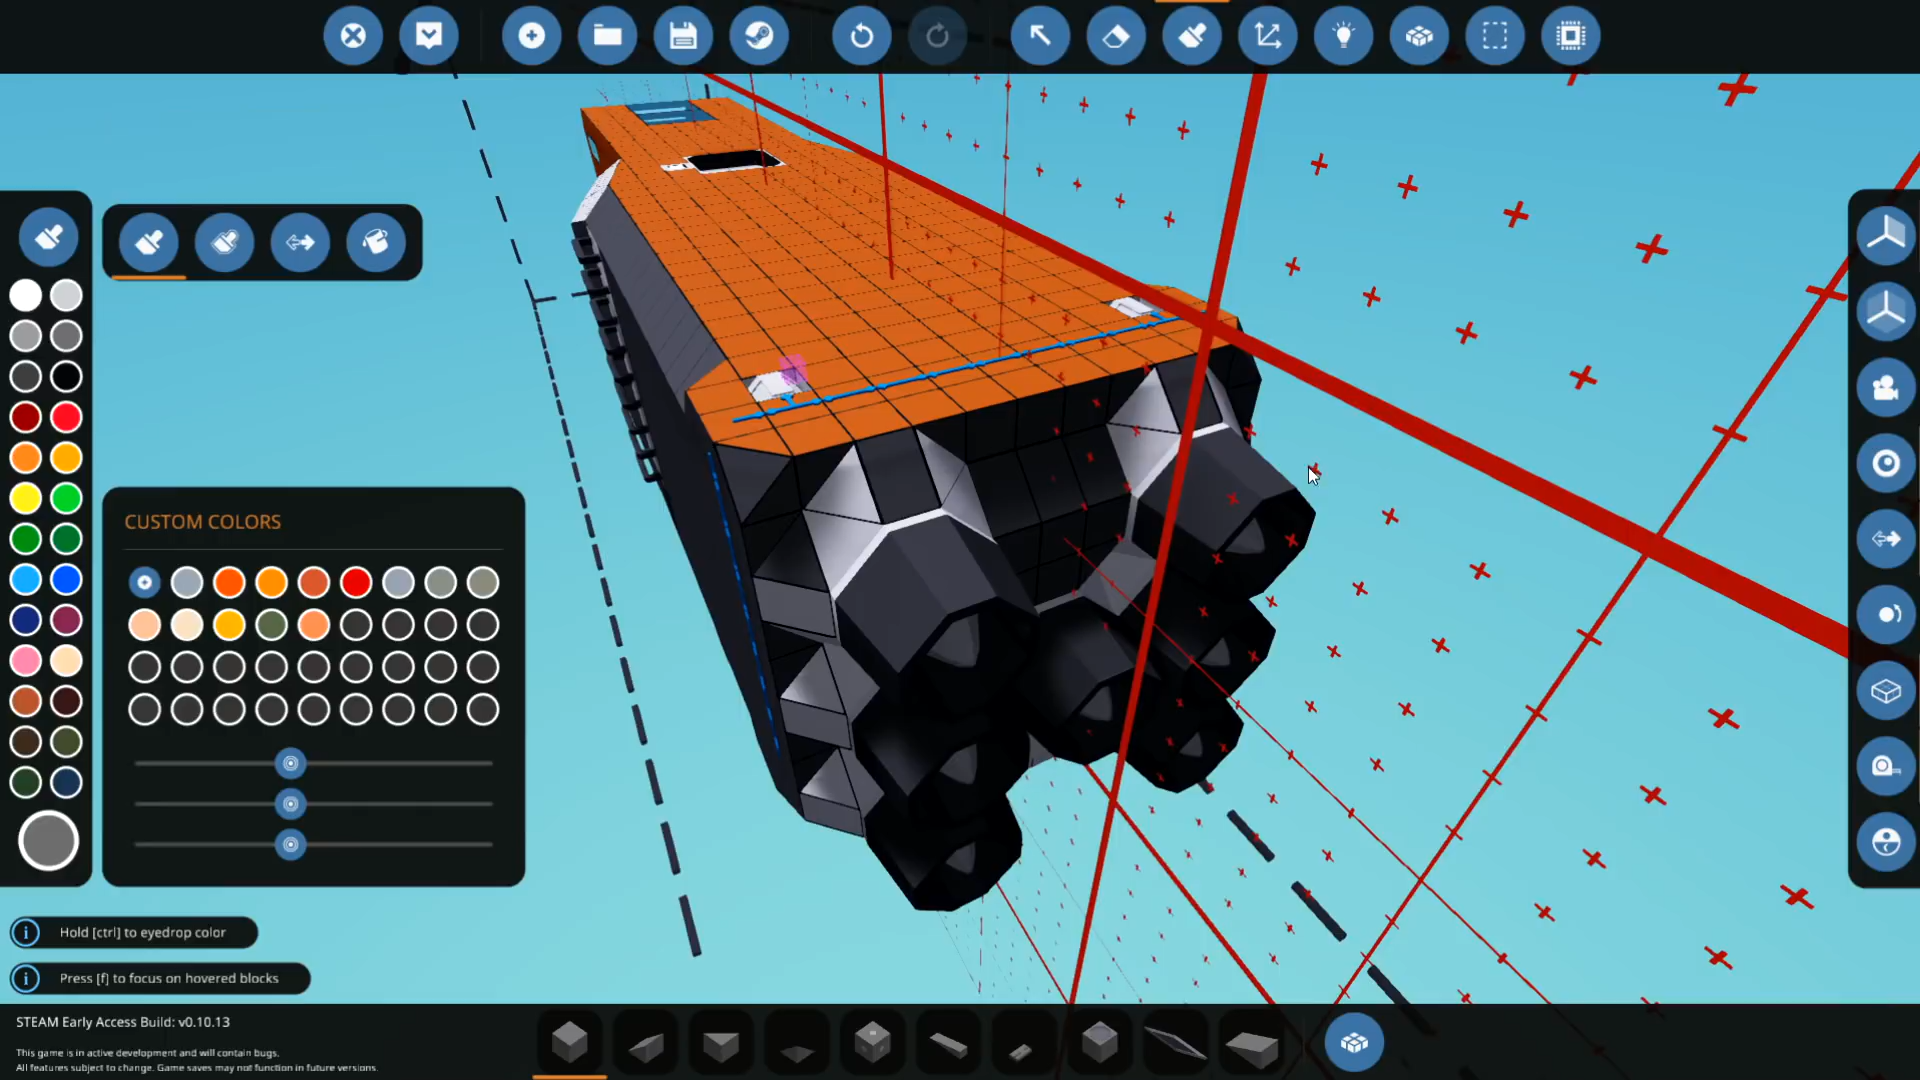 CUSTOM COLORS
Hold [ctrl] to eyedrop color
Press [f] to focus on hovered blocks
STEAM Early Access Build: v0.10.13
This game is in active development and will contain bugs.
All features subject to change. Game saves may not function in future versions.